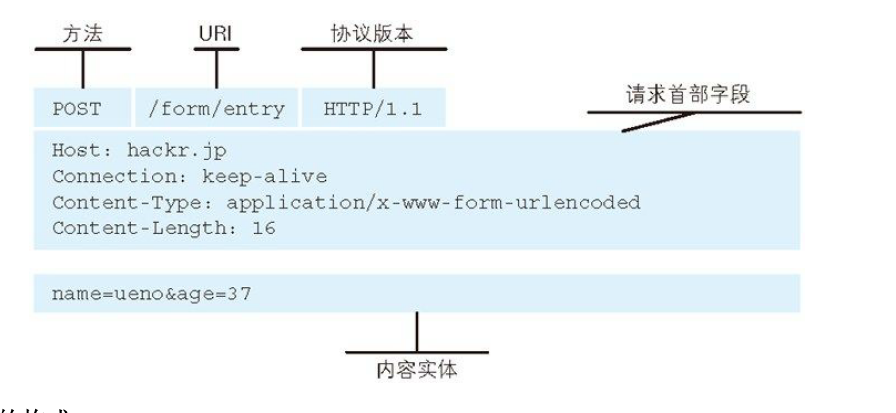 方法 URI 协议版本
请求首部字段
POST /form/entry HTTP/1.1
Host: hackr.jp
Connection: keep-alive
Content-Type: application/x-www-form-urlencoded
Content-Length: 16
name=ueno&age=37
内容实体